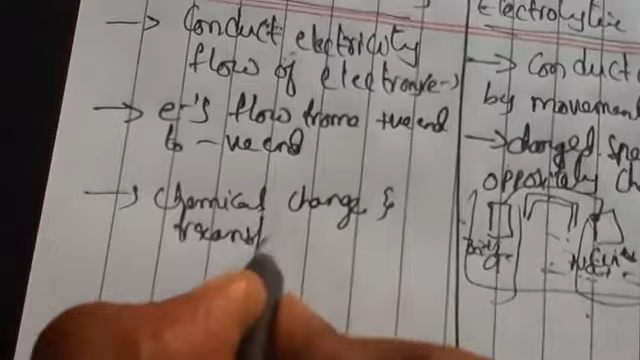 → Conduct electricity
flow of electrons(e-)
→ e-'s flow from +ve end
to -ve end
→ Chemical change &
transf
Electrolytic
→ Conduct
by movemen
→ charged spe
oppositely ch